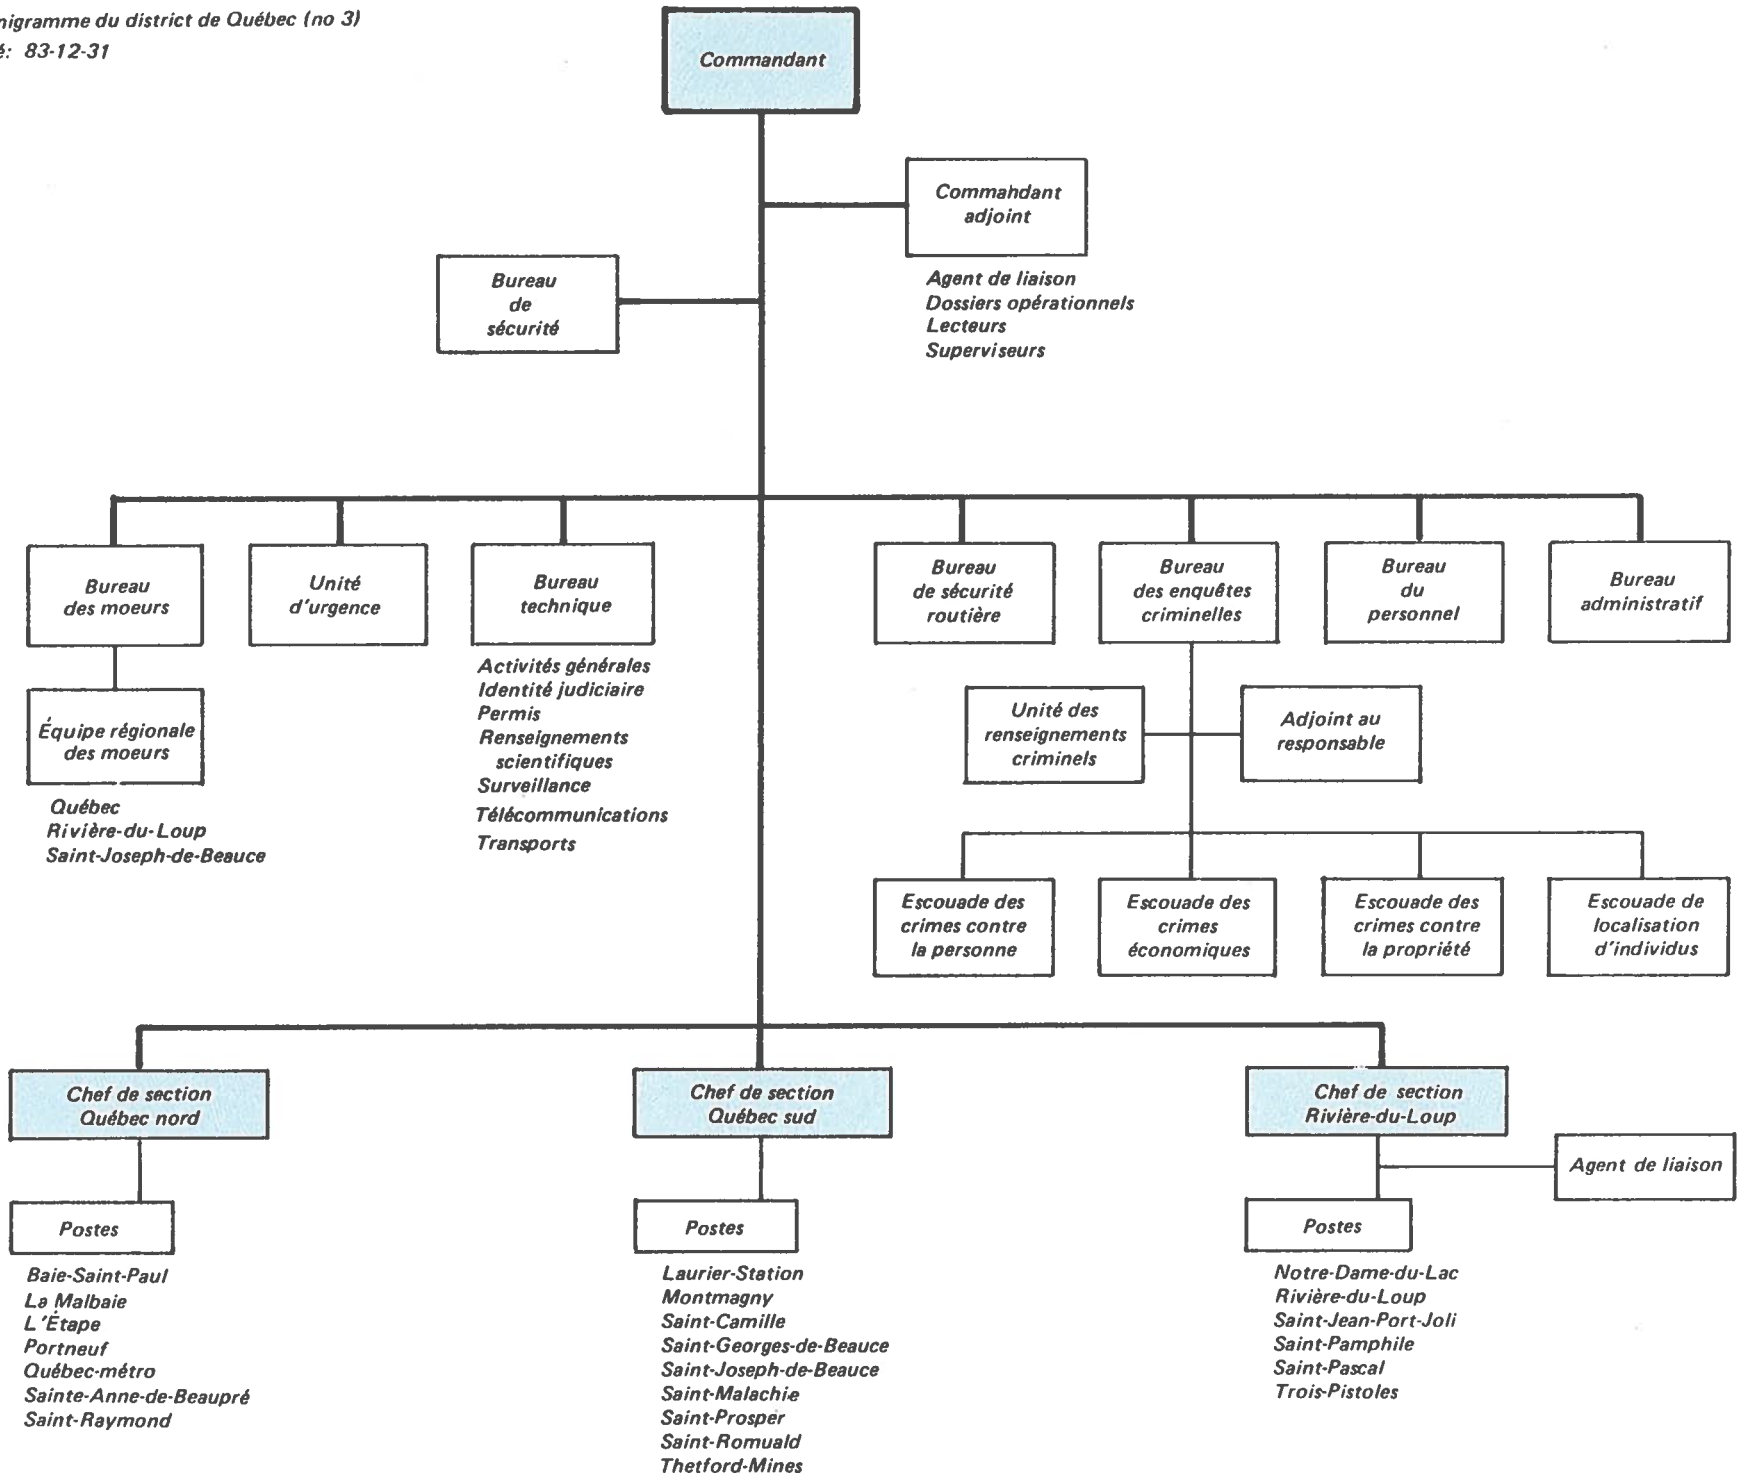 nigramme du district de Québec (no 3)
é: 83-12-31
Commandant
Commahdant
adjoint
Agent de liaison
Dossiers opérationnels
Lecteurs
Superviseurs
Bureau
de
sécurité
Bureau
des moeurs
Unité
d'urgence
Bureau
technique
Bureau
de sécurité
routière
Bureau
des enquêtes
criminelles
Bureau
du
personnel
Bureau
administratif
Équipe régionale
des moeurs
Québec
Rivière-du-Loup
Saint-Joseph-de-Beauce
Activités générales
Identité judiciaire
Permis
Renseignements
scientifiques
Surveillance
Télécommunications
Transports
Unité des
renseignements
criminels
Adjoint au
responsable
Escouade des
crimes contre
la personne
Escouade des
crimes
économiques
Escouade des
crimes contre
la propriété
Escouade de
localisation
d'individus
Chef de section
Québec nord
Postes
Baie-Saint-Paul
La Malbaie
L'Étape
Portneuf
Québec-métro
Sainte-Anne-de-Beaupré
Saint-Raymond
Chef de section
Québec sud
Postes
Laurier-Station
Montmagny
Saint-Camille
Saint-Georges-de-Beauce
Saint-Joseph-de-Beauce
Saint-Malachie
Saint-Prosper
Saint-Romuald
Thetford-Mines
Chef de section
Rivière-du-Loup
Agent de liaison
Postes
Notre-Dame-du-Lac
Rivière-du-Loup
Saint-Jean-Port-Joli
Saint-Pamphile
Saint-Pascal
Trois-Pistoles